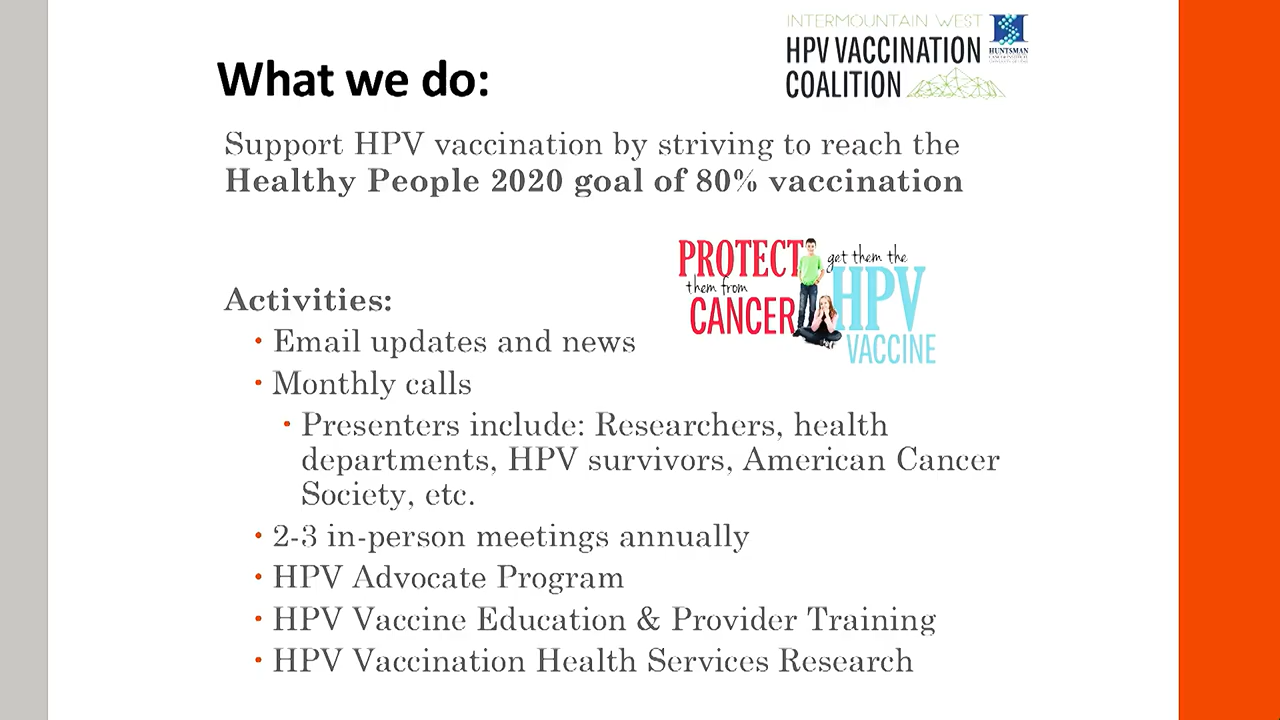 INTERMOUNTAIN WEST
HPV VACCINATION
COALITION
HUNTSMAN
What we do:
Support HPV vaccination by striving to reach the
Healthy People 2020 goal of 80% vaccination
PROTECT
them from
CANCER
get them the
HPV
VACCINE
Activities:
• Email updates and news
• Monthly calls
• Presenters include: Researchers, health
departments, HPV survivors, American Cancer
Society, etc.
• 2-3 in-person meetings annually
• HPV Advocate Program
• HPV Vaccine Education & Provider Training
• HPV Vaccination Health Services Research